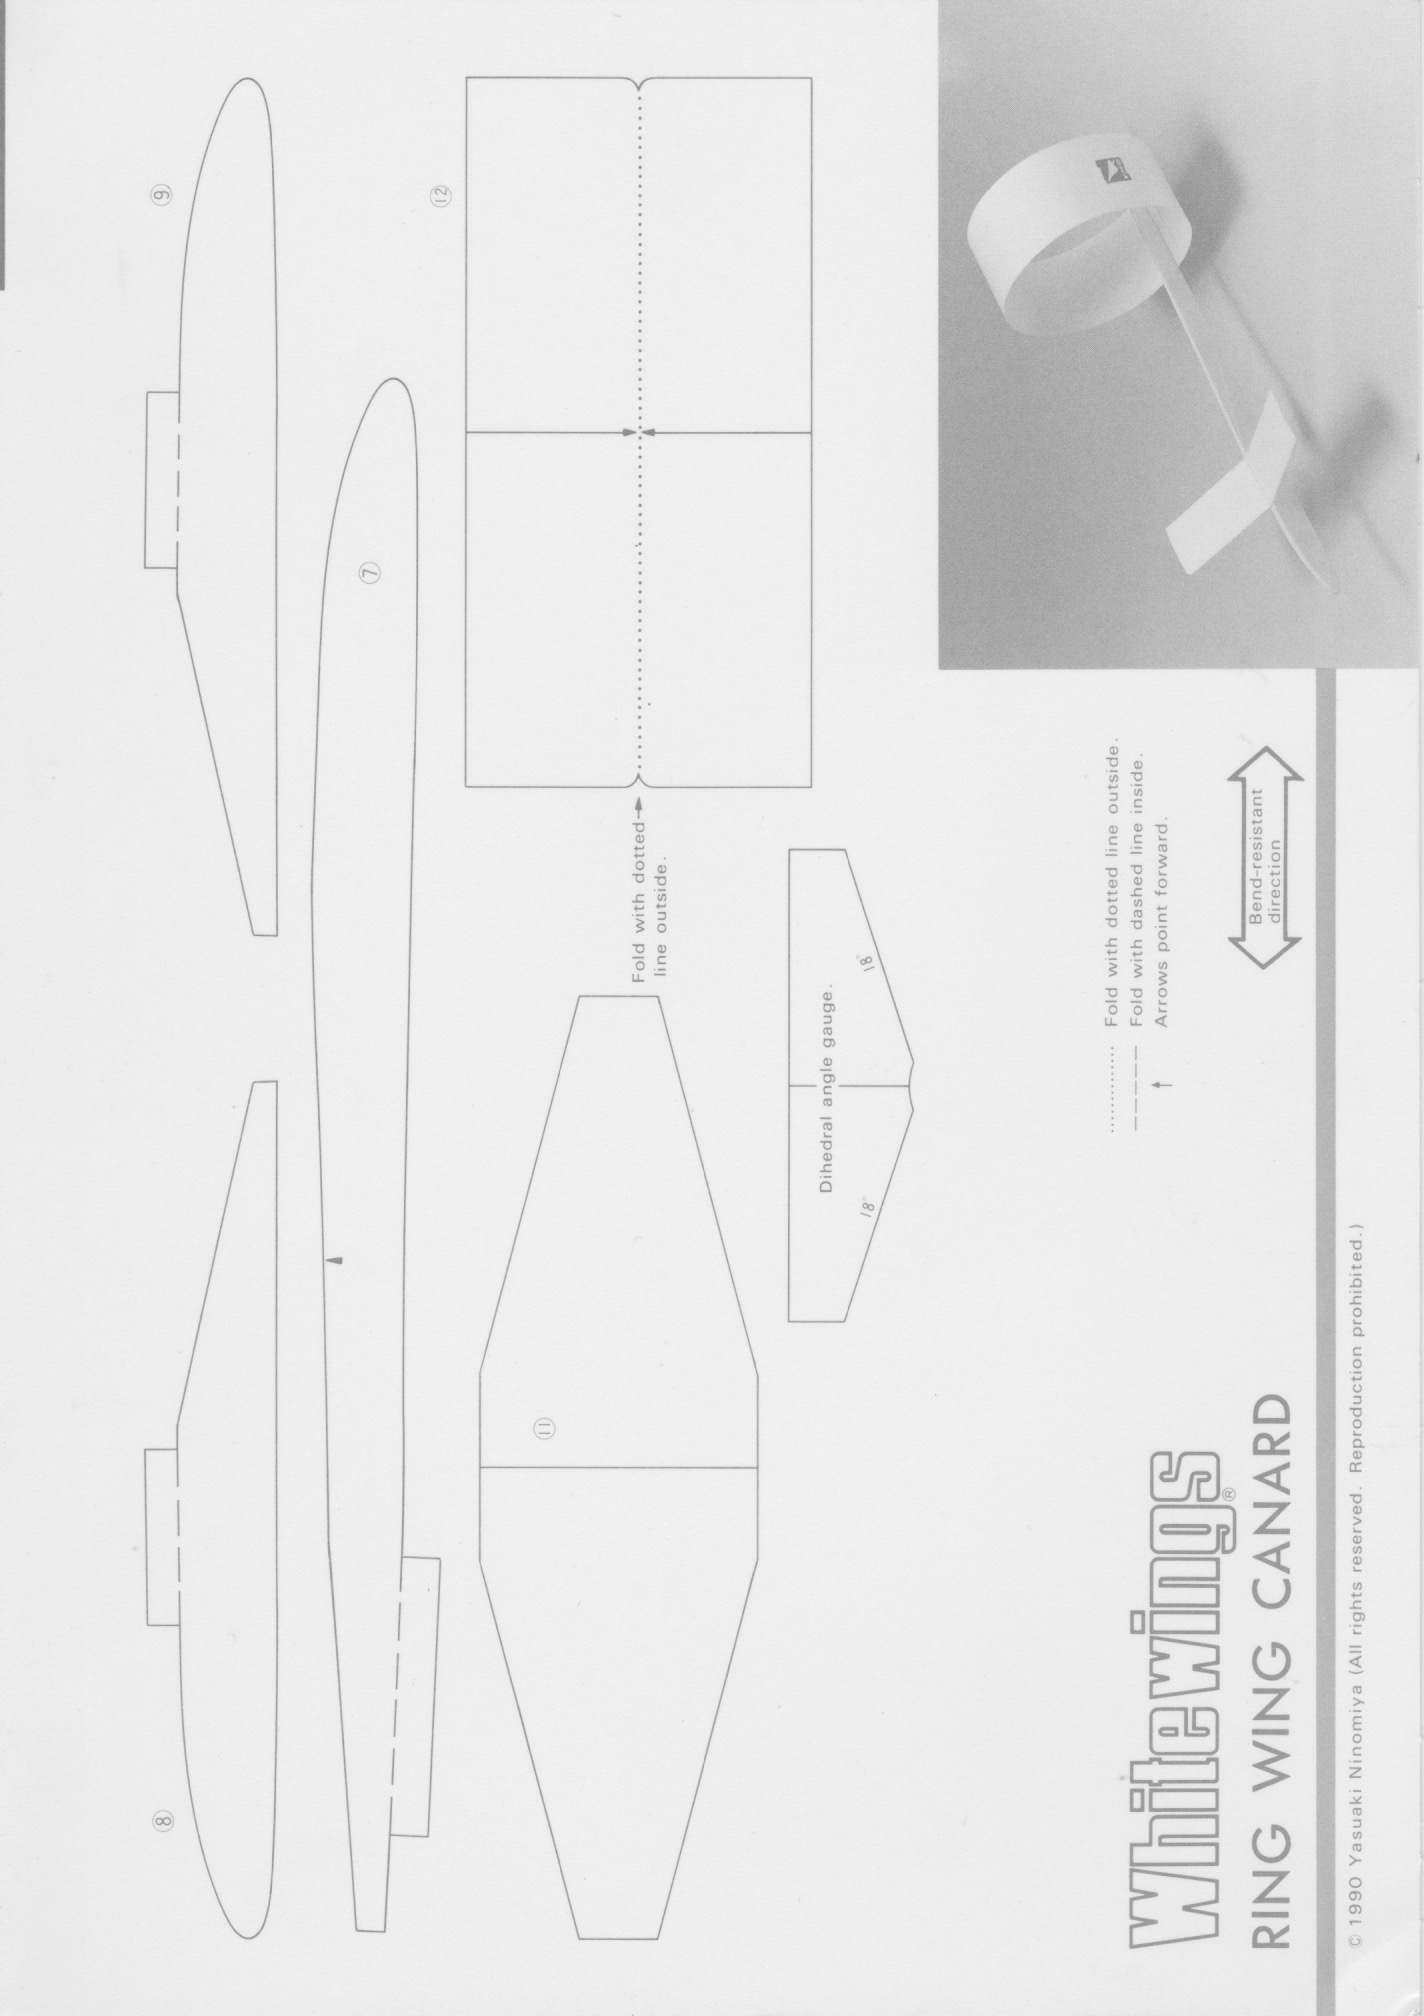 Whitewings®
RING WING CANARD
© 1990 Yasuaki Ninomiya (All rights reserved. Reproduction prohibited.)
Fold with dotted line outside.
Fold with dashed line inside.
Arrows point forward.
Bend-resistant
direction
Fold with dotted
line outside.
Dihedral angle gauge.
18°
18°
⑦
⑧
⑨
⑪
⑫